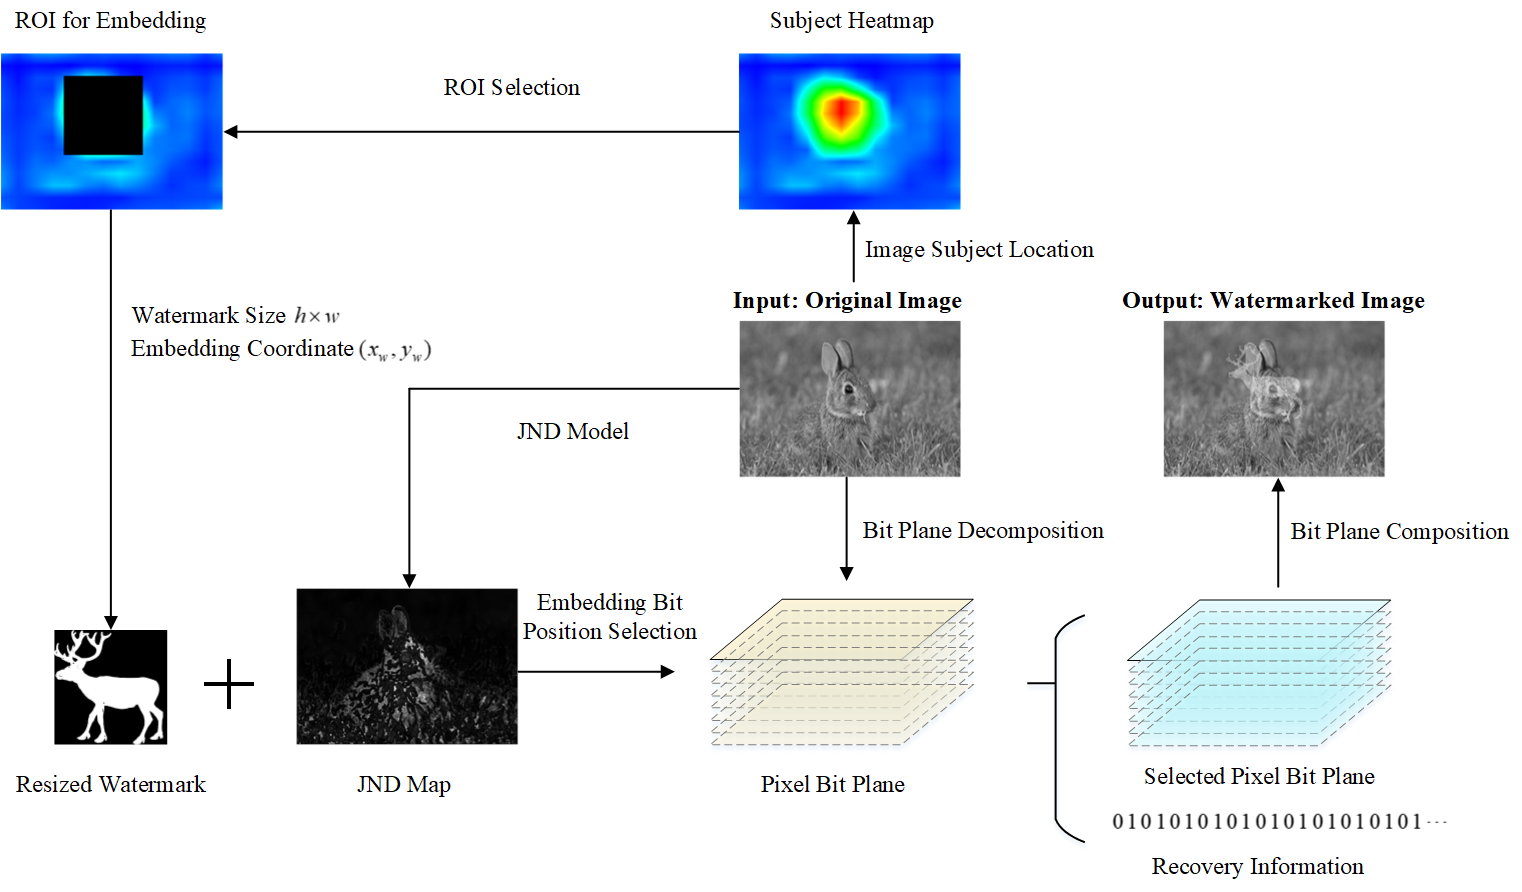 ROI for Embedding
Subject Heatmap
ROI Selection
Image Subject Location
Watermark Size h×w
Embedding Coordinate (x_w, y_w)
Input: Original Image
Output: Watermarked Image
JND Model
Bit Plane Decomposition
Bit Plane Composition
Embedding Bit
Position Selection
Resized Watermark
JND Map
Pixel Bit Plane
Selected Pixel Bit Plane
0101010101010101010101···
Recovery Information